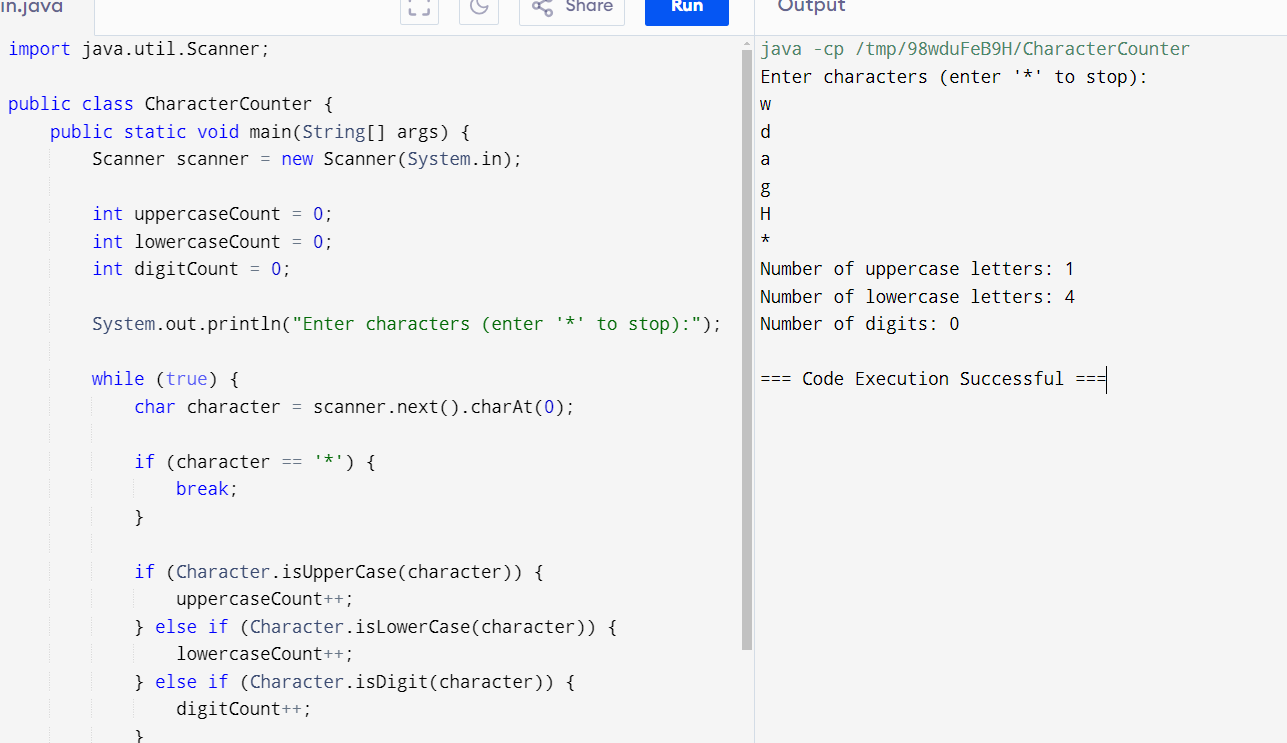 in.java
Share
Run
Output
import java.util.Scanner;
public class CharacterCounter {
public static void main(String[] args) {
Scanner scanner = new Scanner(System.in);
int uppercaseCount = 0;
int lowercaseCount = 0;
int digitCount = 0;
System.out.println("Enter characters (enter '*' to stop):");
while (true) {
char character = scanner.next().charAt(0);
if (character == '*') {
break;
}
if (Character.isUpperCase(character)) {
uppercaseCount++;
} else if (Character.isLowerCase(character)) {
lowercaseCount++;
} else if (Character.isDigit(character)) {
digitCount++;
}
java -cp /tmp/98wduFeB9H/CharacterCounter
Enter characters (enter '*' to stop):
w
d
a
g
H
*
Number of uppercase letters: 1
Number of lowercase letters: 4
Number of digits: 0
=== Code Execution Successful ===